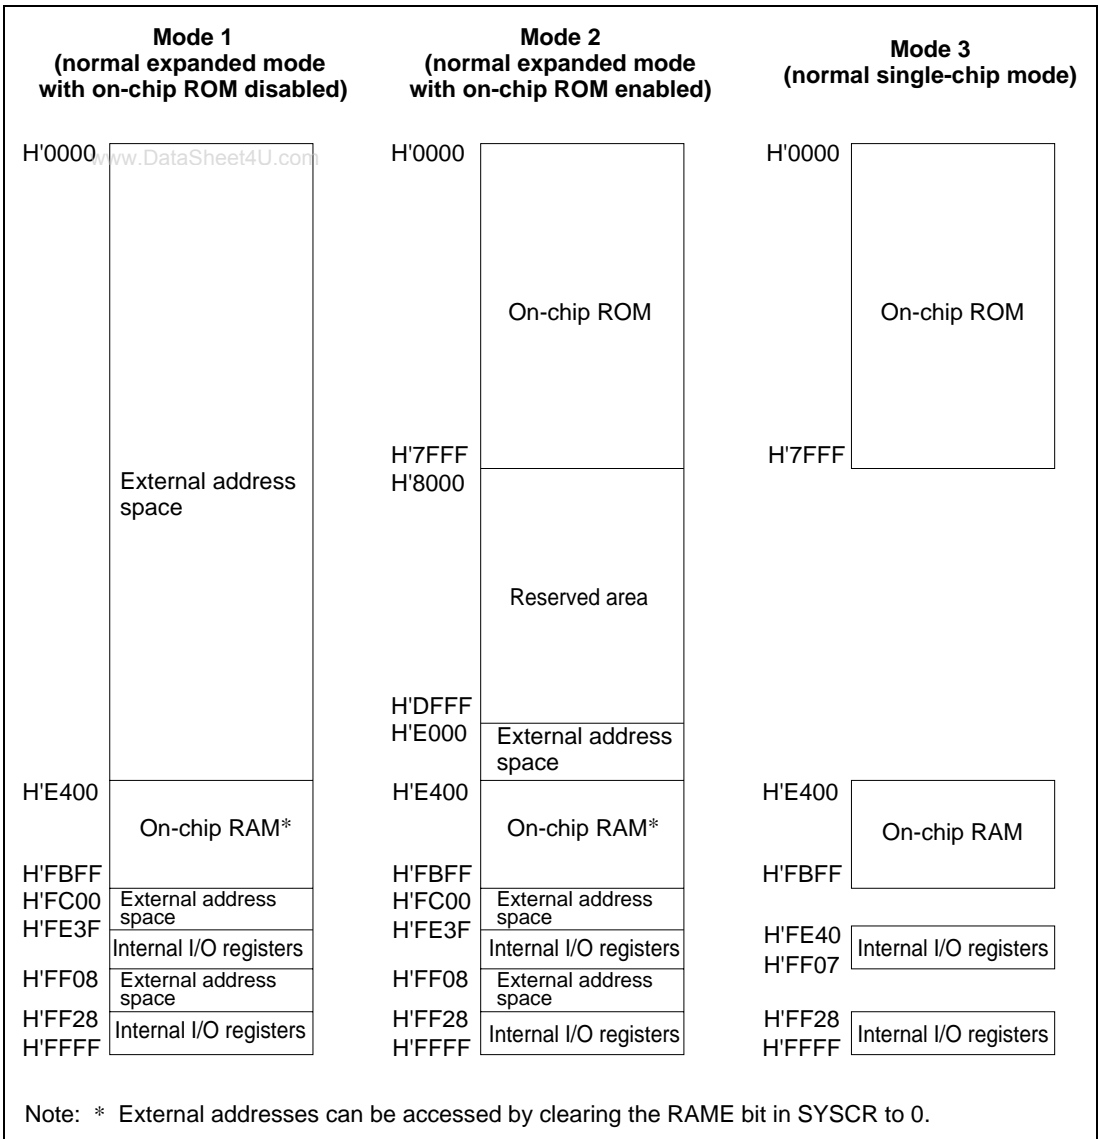 Mode 1
(normal expanded mode
with on-chip ROM disabled)
Mode 2
(normal expanded mode
with on-chip ROM enabled)
Mode 3
(normal single-chip mode)
H'0000
www.DataSheet4U.com
External address
space
H'E400
On-chip RAM*
H'FBFF
H'FC00
External address
space
H'FE3F
Internal I/O registers
H'FF08
External address
space
H'FF28
Internal I/O registers
H'FFFF
H'0000
On-chip ROM
H'7FFF
H'8000
Reserved area
H'DFFF
H'E000
External address
space
H'E400
On-chip RAM*
H'FBFF
H'FC00
External address
space
H'FE3F
Internal I/O registers
H'FF08
External address
space
H'FF28
Internal I/O registers
H'FFFF
H'0000
On-chip ROM
H'7FFF
H'E400
On-chip RAM
H'FBFF
H'FE40
Internal I/O registers
H'FF07
H'FF28
Internal I/O registers
H'FFFF
Note: * External addresses can be accessed by clearing the RAME bit in SYSCR to 0.